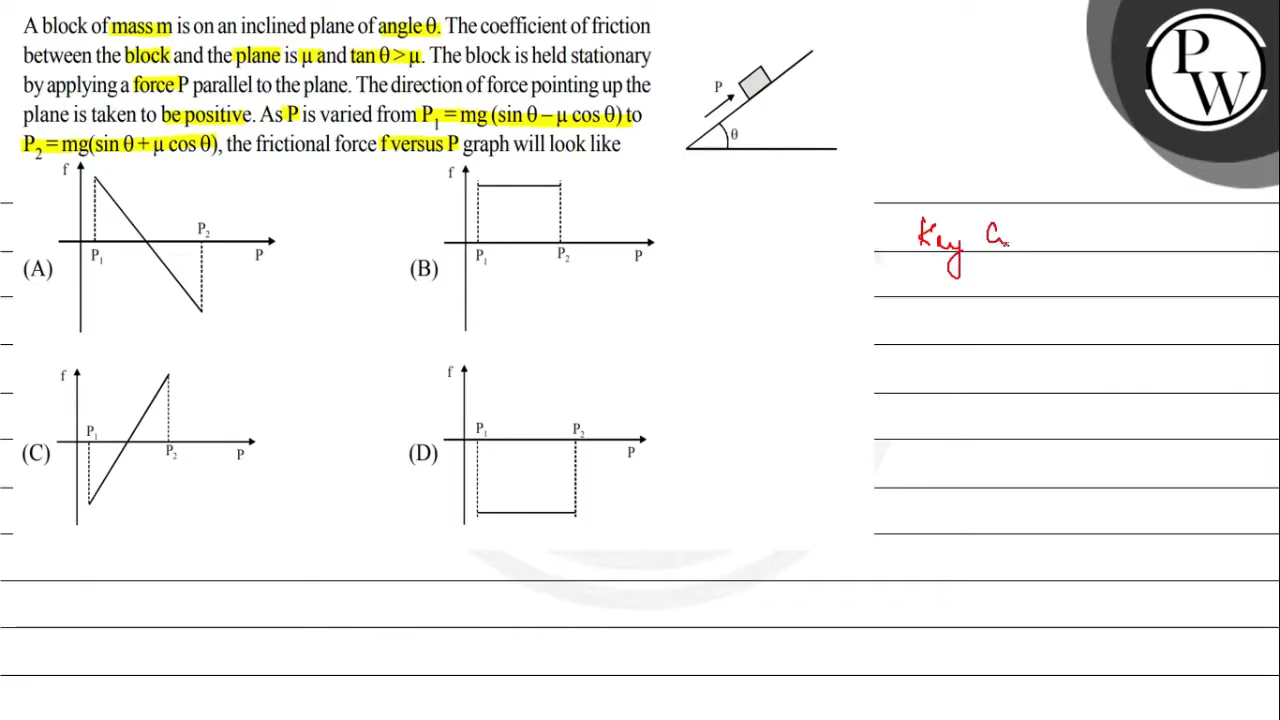 A block of mass m is on an inclined plane of angle θ. The coefficient of friction
between the block and the plane is μ and tan θ > μ. The block is held stationary
by applying a force P parallel to the plane. The direction of force pointing up the
plane is taken to be positive. As P is varied from P₁ = mg (sin θ – μ cos θ) to
P₂ = mg(sin θ + μ cos θ), the frictional force f versus P graph will look like
P
θ
P
W
f
P₂
P₁
P
(A)
f
P₁
P₂
P
(B)
Key C
f
P₁
P₂
P
(C)
f
P₁
P₂
P
(D)